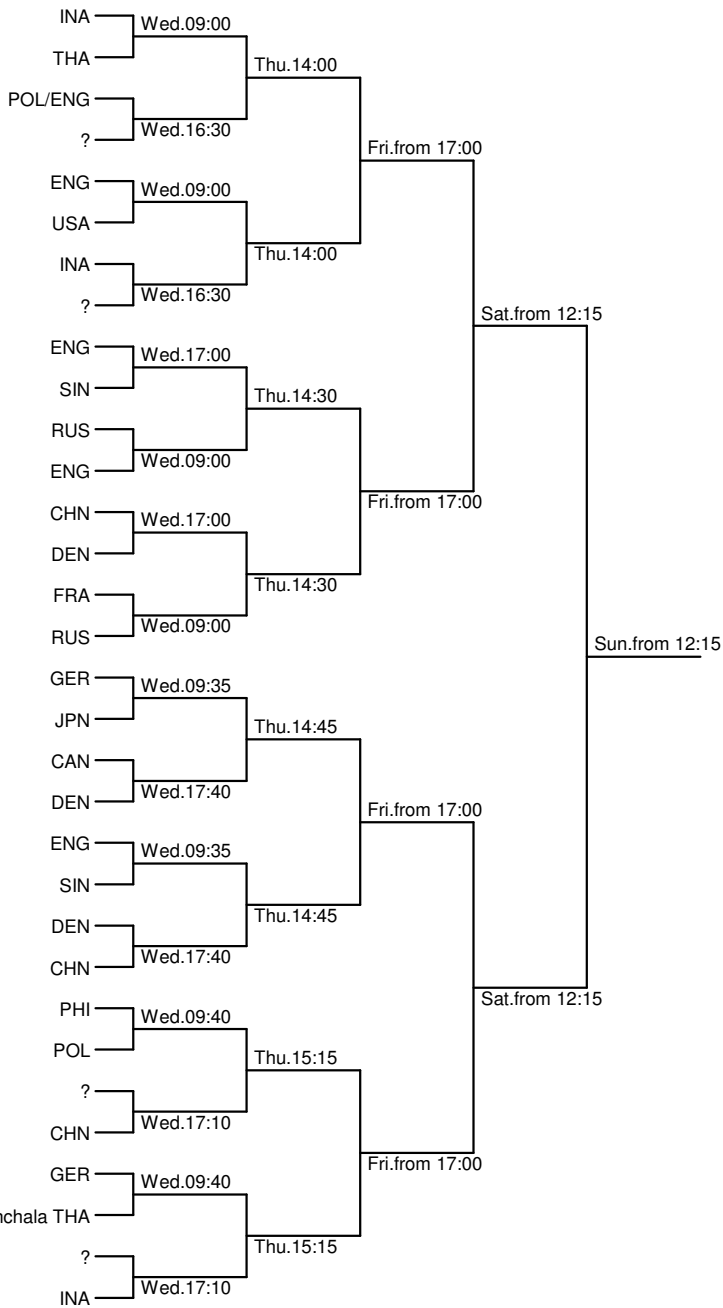 INA
Wed.09:00
THA
Thu.14:00
POL/ENG
Wed.16:30
?
Fri.from 17:00
ENG
Wed.09:00
USA
Thu.14:00
INA
Wed.16:30
?
Sat.from 12:15
ENG
Wed.17:00
SIN
Thu.14:30
RUS
Wed.09:00
ENG
Fri.from 17:00
CHN
Wed.17:00
DEN
Thu.14:30
FRA
Wed.09:00
RUS
Sun.from 12:15
GER
Wed.09:35
JPN
Thu.14:45
CAN
Wed.17:40
DEN
Fri.from 17:00
ENG
Wed.09:35
SIN
Thu.14:45
DEN
Wed.17:40
CHN
Sat.from 12:15
PHI
Wed.09:40
POL
Thu.15:15
?
Wed.17:10
CHN
Fri.from 17:00
GER
Wed.09:40
nchala THA
Thu.15:15
?
Wed.17:10
INA